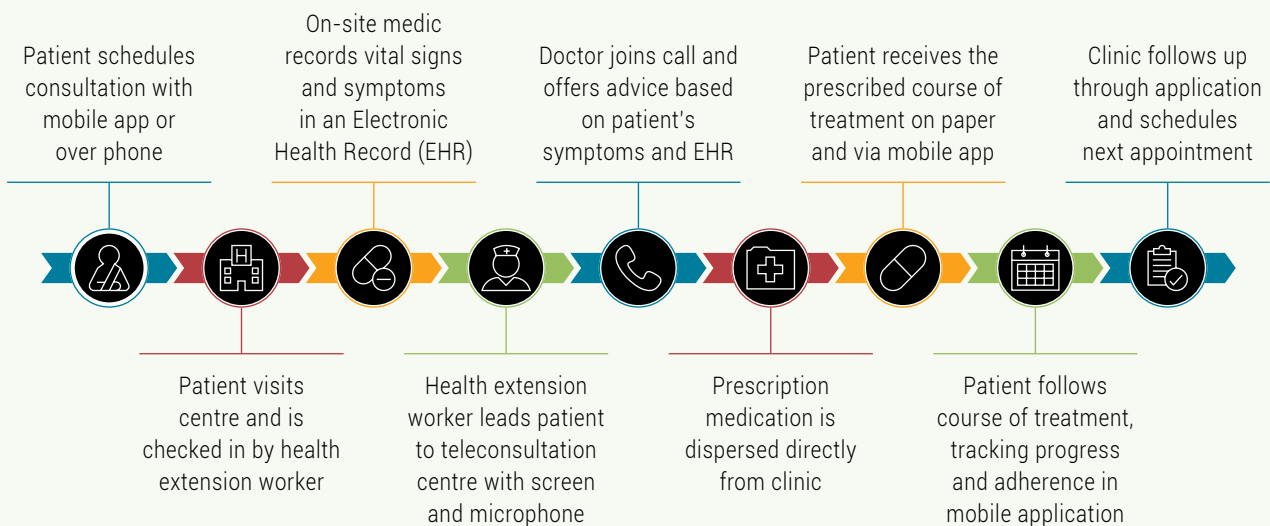 Patient schedules
consultation with
mobile app or
over phone
Patient visits
centre and is
checked in by health
extension worker
On-site medic
records vital signs
and symptoms
in an Electronic
Health Record (EHR)
Health extension
worker leads patient
to teleconsultation
centre with screen
and microphone
Doctor joins call and
offers advice based
on patient's
symptoms and EHR
Prescription
medication is
dispersed directly
from clinic
Patient receives the
prescribed course of
treatment on paper
and via mobile app
Patient follows
course of treatment,
tracking progress
and adherence in
mobile application
Clinic follows up
through application
and schedules
next appointment
H